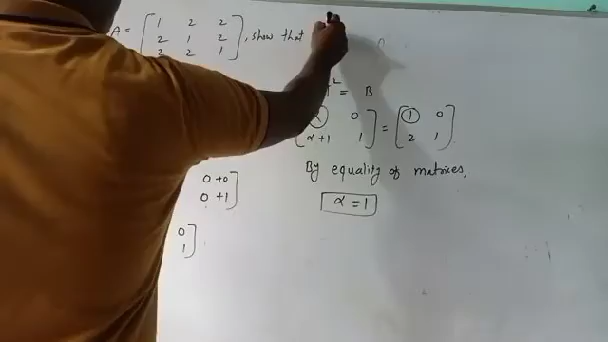 A = [ 1 2 2
2 1 2 , show that
2 2 1 ]
2 = B
0 ] = [ 1 0
α+1 1 2 1 ]
By equality of matrices,
0 +0
0 +1 ]
α = 1
0
1 ]